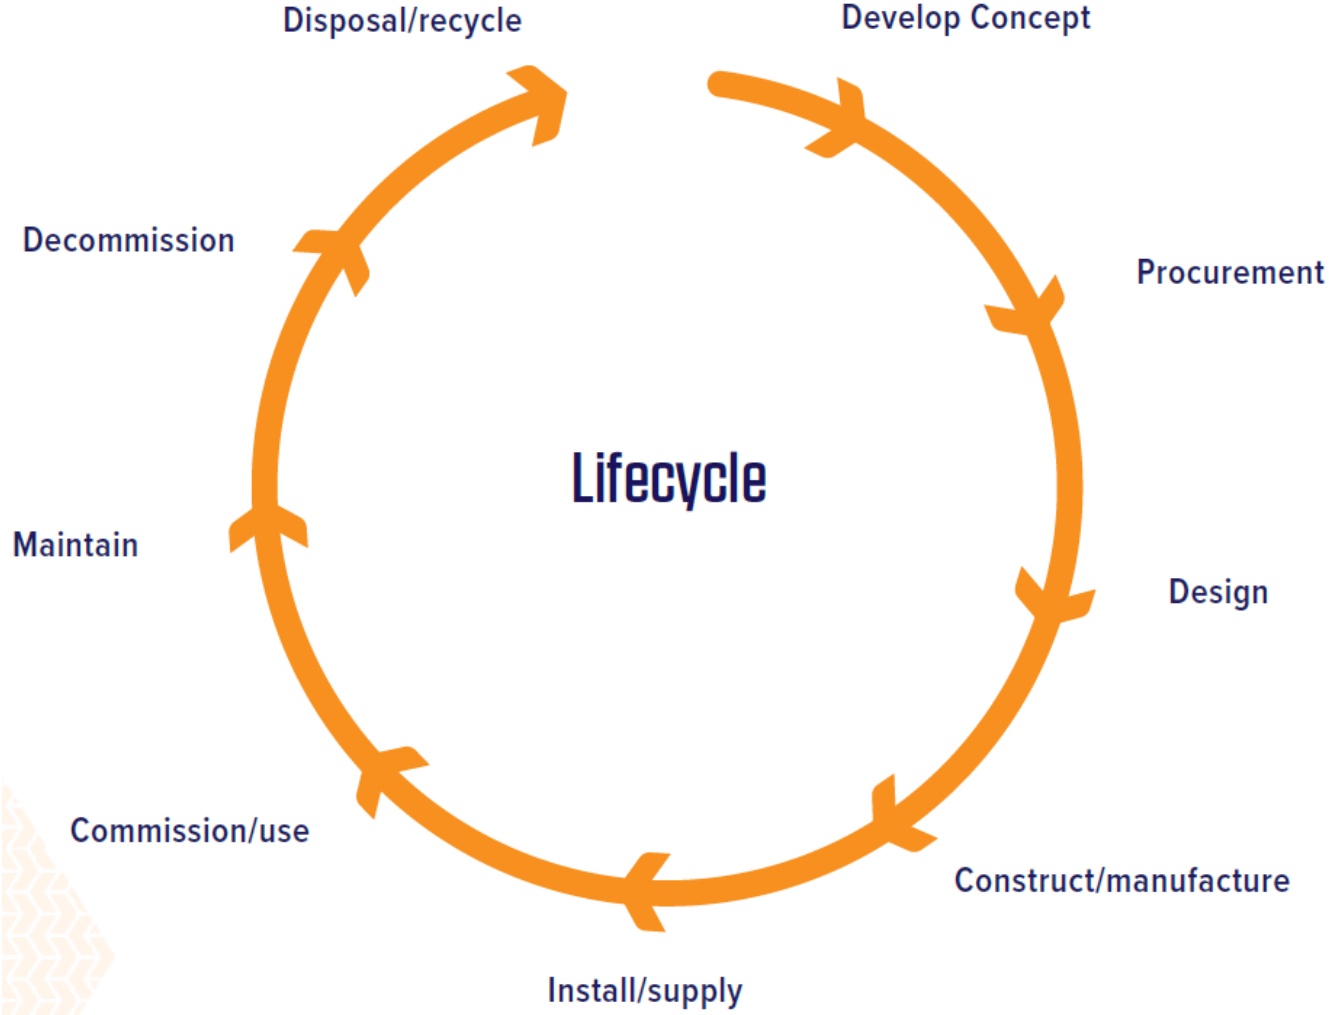 Disposal/recycle
Develop Concept
Procurement
Design
Construct/manufacture
Install/supply
Commission/use
Maintain
Decommission
Lifecycle